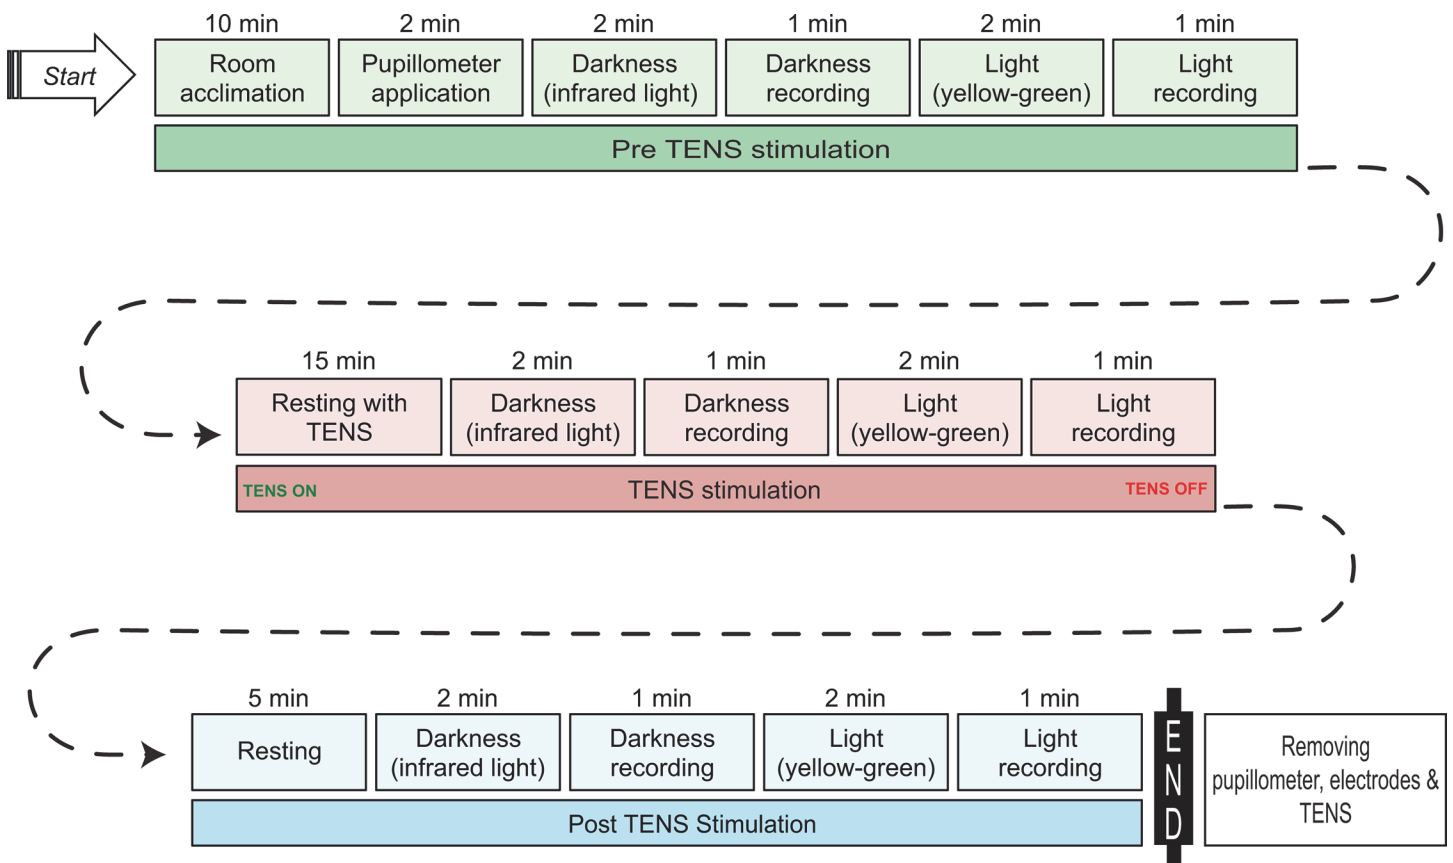 10 min 2 min 2 min 1 min 2 min 1 min
Start
Room
acclimation
Pupillometer
application
Darkness
(infrared light)
Darkness
recording
Light
(yellow-green)
Light
recording
Pre TENS stimulation
15 min 2 min 1 min 2 min 1 min
Resting with
TENS
Darkness
(infrared light)
Darkness
recording
Light
(yellow-green)
Light
recording
TENS ON TENS stimulation TENS OFF
5 min 2 min 1 min 2 min 1 min
Resting
Darkness
(infrared light)
Darkness
recording
Light
(yellow-green)
Light
recording
Post TENS Stimulation
END
Removing
pupillometer, electrodes &
TENS